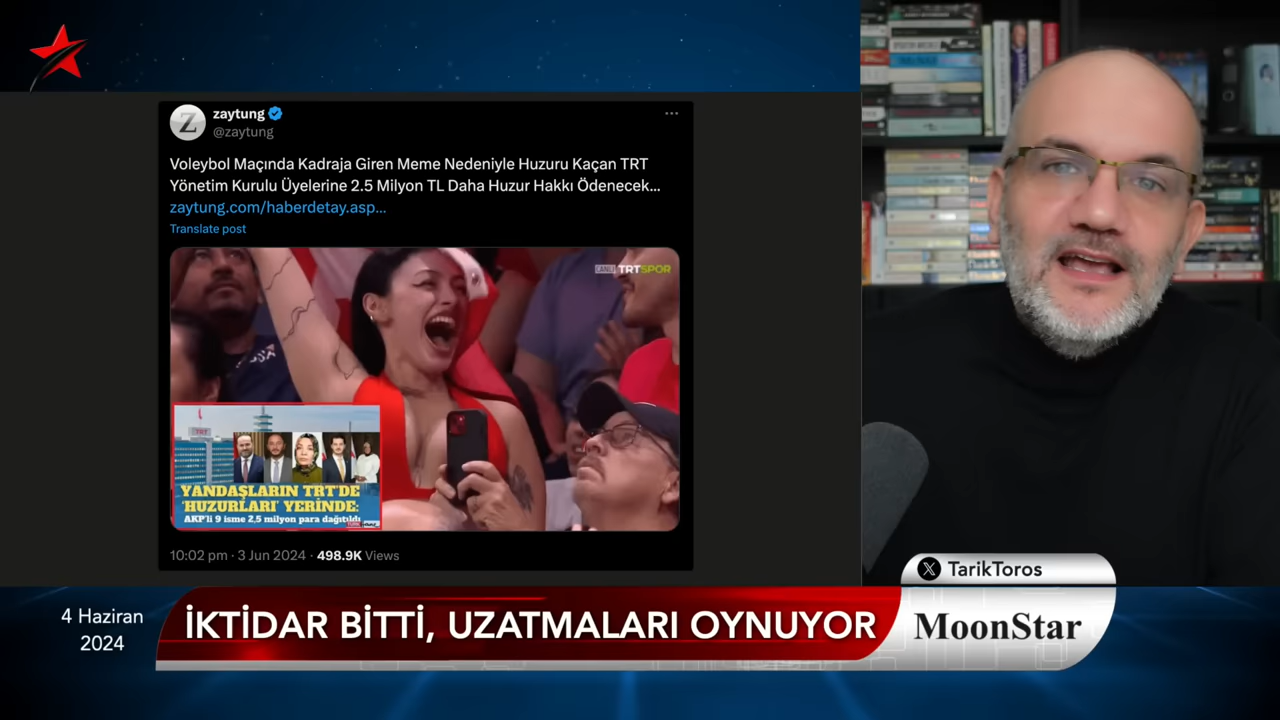 zaytung
@zaytung
Voleybol Maçında Kadraja Giren Meme Nedeniyle Huzuru Kaçan TRT
Yönetim Kurulu Üyelerine 2.5 Milyon TL Daha Huzur Hakkı Ödenecek...
zaytung.com/haberdetay.asp...
Translate post
CANLI TRTSPOR
TRT
YANDAŞLARIN TRT'DE
'HUZURLARI' YERİNDE:
AKP'li 9 isme 2,5 milyon para dağıtıldı
10:02 pm · 3 Jun 2024 · 498.9K Views
TarikToros
4 Haziran
2024
İKTİDAR BİTTİ, UZATMALARI OYNUYOR
MoonStar